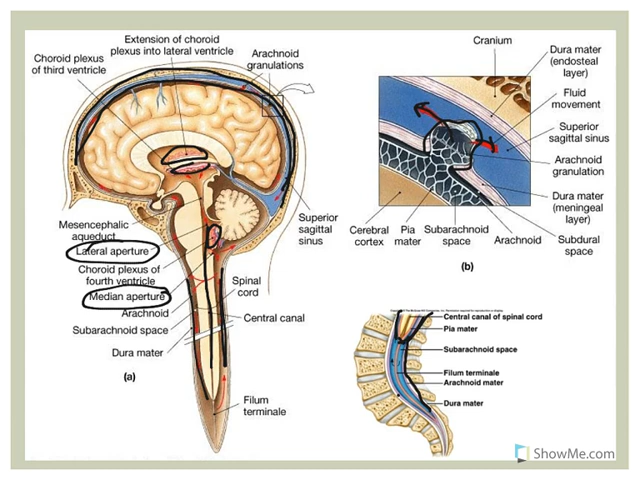 Extension of choroid
plexus into lateral ventricle
Choroid plexus
of third ventricle
Arachnoid
granulations
Mesencephalic
aqueduct
Lateral aperture
Choroid plexus of
fourth ventricle
Median aperture
Arachnoid
Subarachnoid space
Dura mater
(a)
Superior
sagittal
sinus
Spinal
cord
Central canal
Filum
terminale
Cranium
Dura mater
(endosteal
layer)
Fluid
movement
Superior
sagittal sinus
Arachnoid
granulation
Dura mater
(meningeal
layer)
Cerebral
cortex
Pia
mater
Subarachnoid
space
Arachnoid
Subdural
space
(b)
Central canal of spinal cord
Pia mater
Subarachnoid space
Filum terminale
Arachnoid mater
Dura mater
ShowMe.com